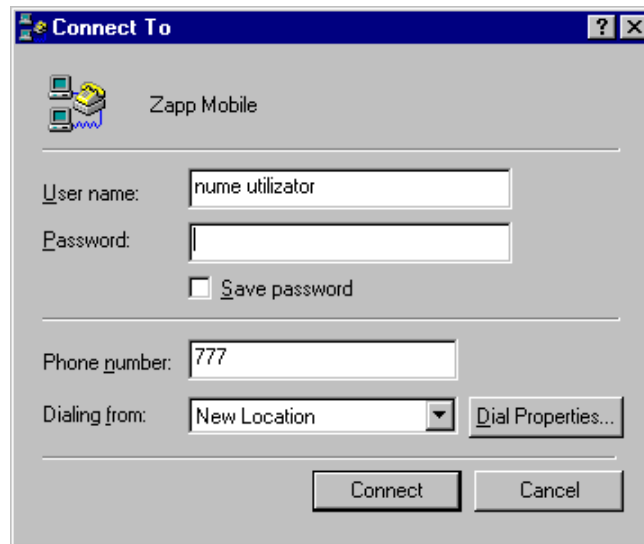 Connect To
Zapp Mobile
User name: nume utilizator
Password:
Save password
Phone number: 777
Dialing from: New Location Dial Properties...
Connect Cancel